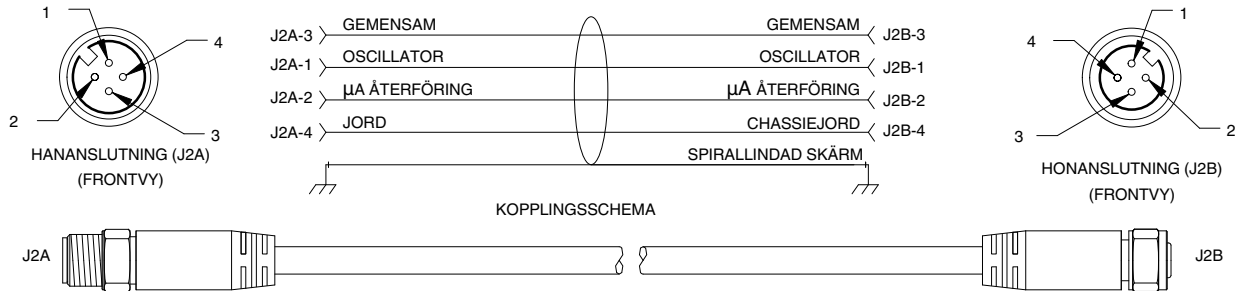 1
4
2
3
HANANSLUTNING (J2A)
(FRONTVY)
J2A-3 GEMENSAM GEMENSAM J2B-3
J2A-1 OSCILLATOR OSCILLATOR J2B-1
J2A-2 µA ÅTERFÖRING µA ÅTERFÖRING J2B-2
J2A-4 JORD CHASSIEJORD J2B-4
SPIRALLINDAD SKÄRM
1
4
3
2
HONANSLUTNING (J2B)
(FRONTVY)
KOPPLINGSSCHEMA
J2A
J2B